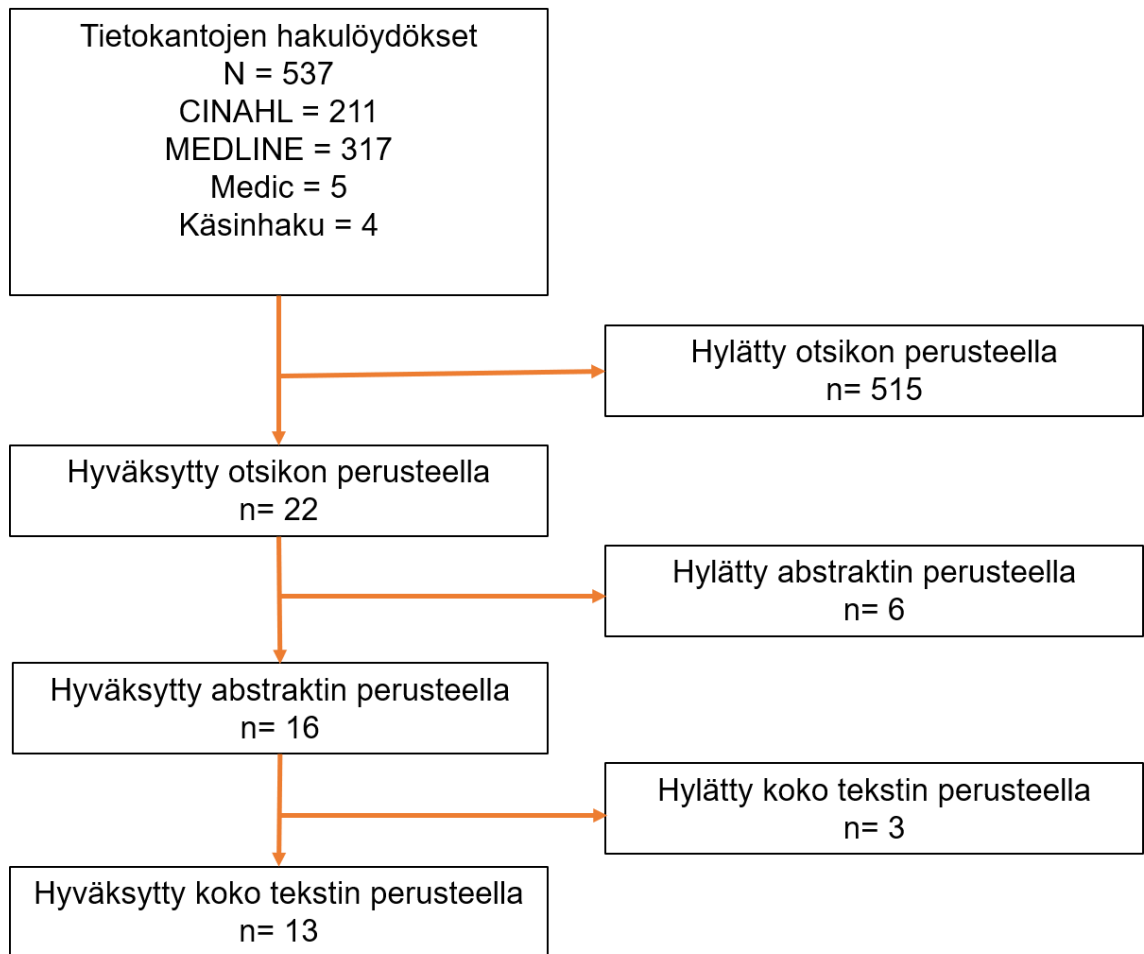 Tietokantojen hakulöydökset
N = 537
CINAHL = 211
MEDLINE = 317
Medic = 5
Käsinhaku = 4
Hylätty otsikon perusteella
n= 515
Hyväksytty otsikon perusteella
n= 22
Hylätty abstraktin perusteella
n= 6
Hyväksytty abstraktin perusteella
n= 16
Hylätty koko tekstin perusteella
n= 3
Hyväksytty koko tekstin perusteella
n= 13